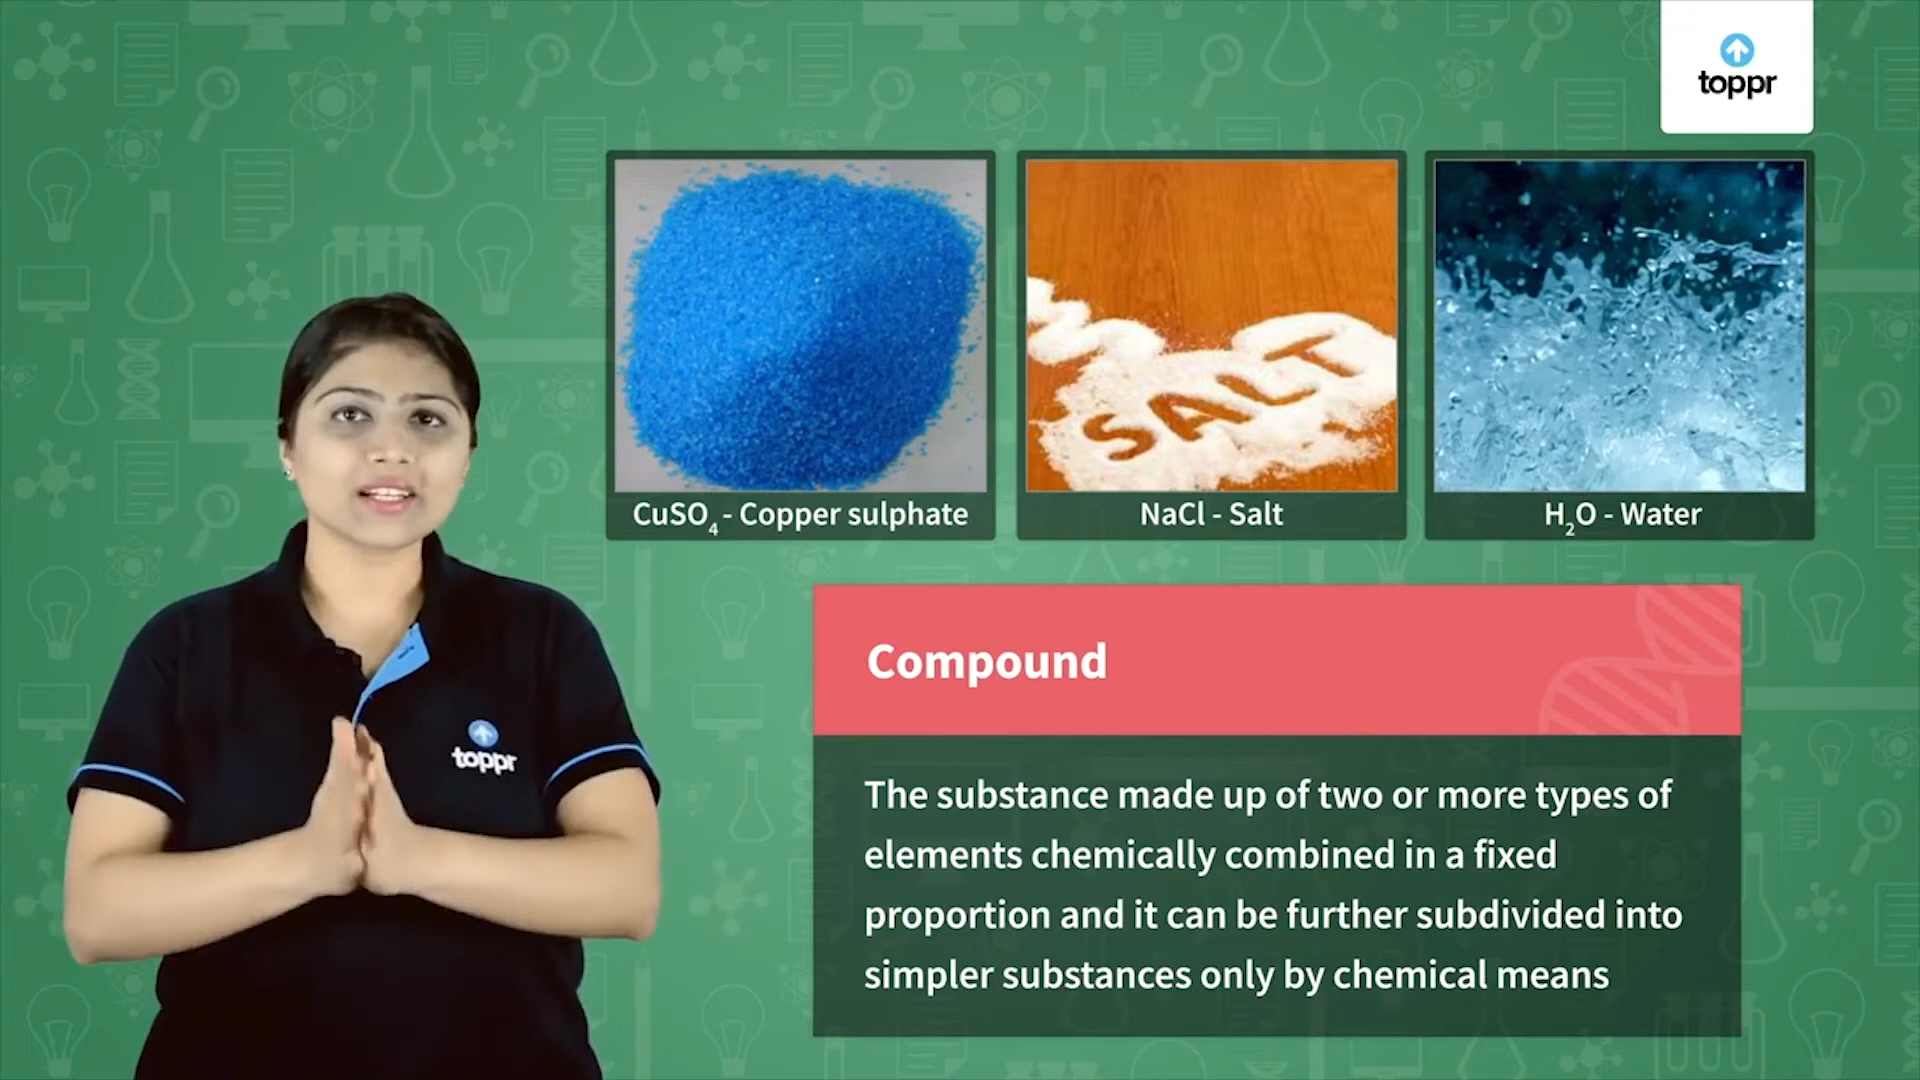 toppr
SALT
CuSO₄ - Copper sulphate
NaCl - Salt
H₂O - Water
Compound
toppr
The substance made up of two or more types of
elements chemically combined in a fixed
proportion and it can be further subdivided into
simpler substances only by chemical means